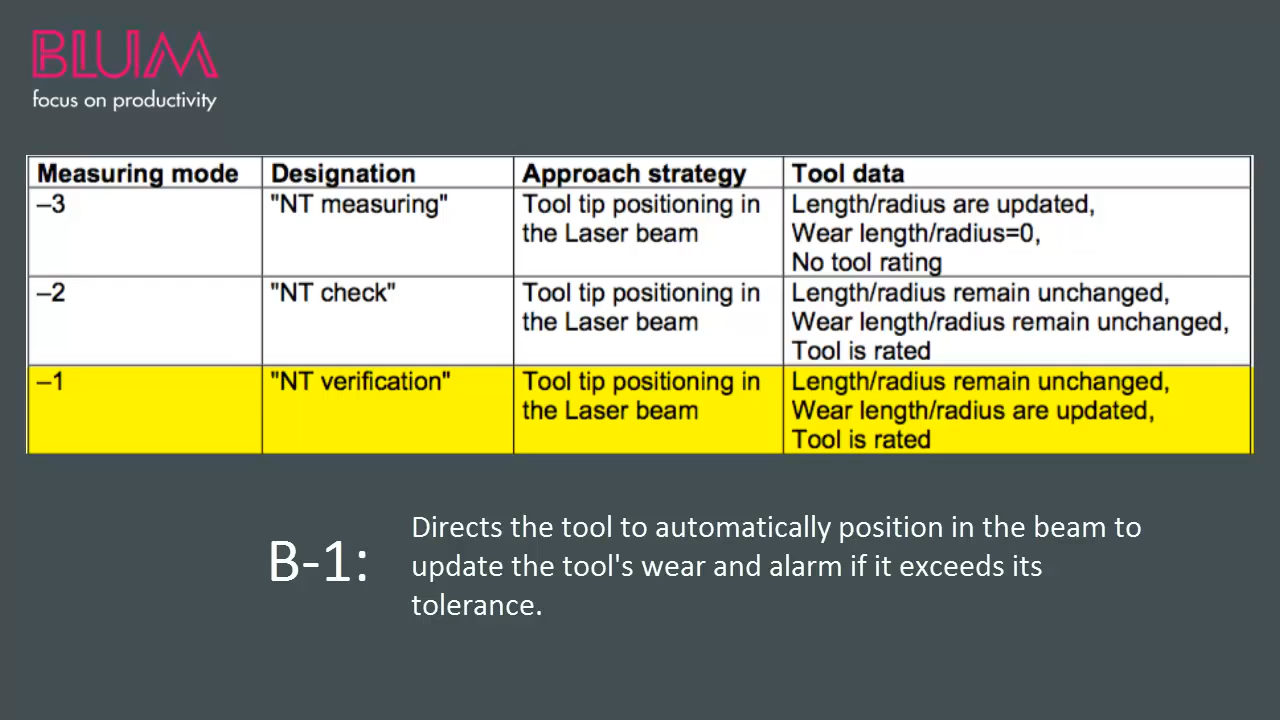 BLUM
focus on productivity
Measuring mode Designation Approach strategy Tool data
–3 "NT measuring" Tool tip positioning in Length/radius are updated,
the Laser beam Wear length/radius=0,
No tool rating
–2 "NT check" Tool tip positioning in Length/radius remain unchanged,
the Laser beam Wear length/radius remain unchanged,
Tool is rated
–1 "NT verification" Tool tip positioning in Length/radius remain unchanged,
the Laser beam Wear length/radius are updated,
Tool is rated
B-1:
Directs the tool to automatically position in the beam to
update the tool's wear and alarm if it exceeds its
tolerance.